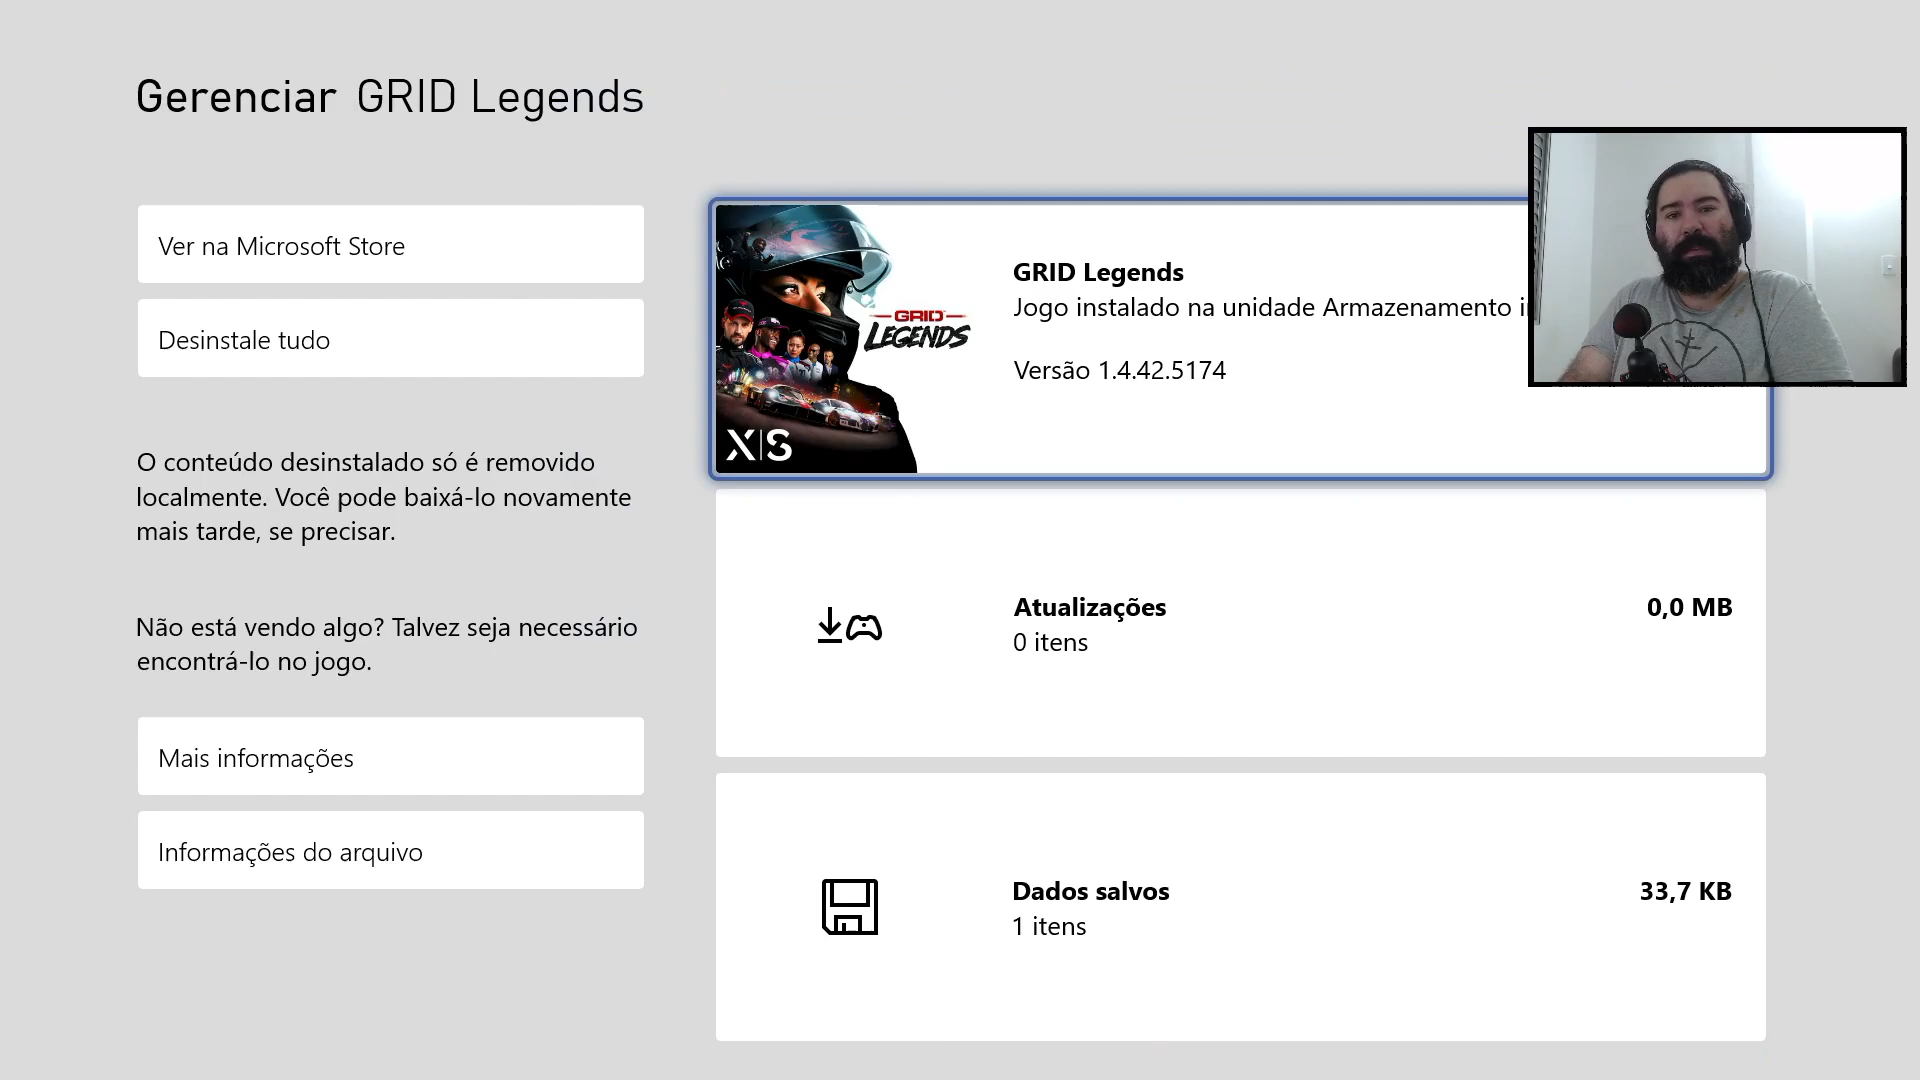 Gerenciar GRID Legends
Ver na Microsoft Store
Desinstale tudo
O conteúdo desinstalado só é removido
localmente. Você pode baixá-lo novamente
mais tarde, se precisar.
Não está vendo algo? Talvez seja necessário
encontrá-lo no jogo.
Mais informações
Informações do arquivo
GRID
LEGENDS
X|S
GRID Legends
Jogo instalado na unidade Armazenamento
Versão 1.4.42.5174
Atualizações
0,0 MB
0 itens
Dados salvos
33,7 KB
1 itens